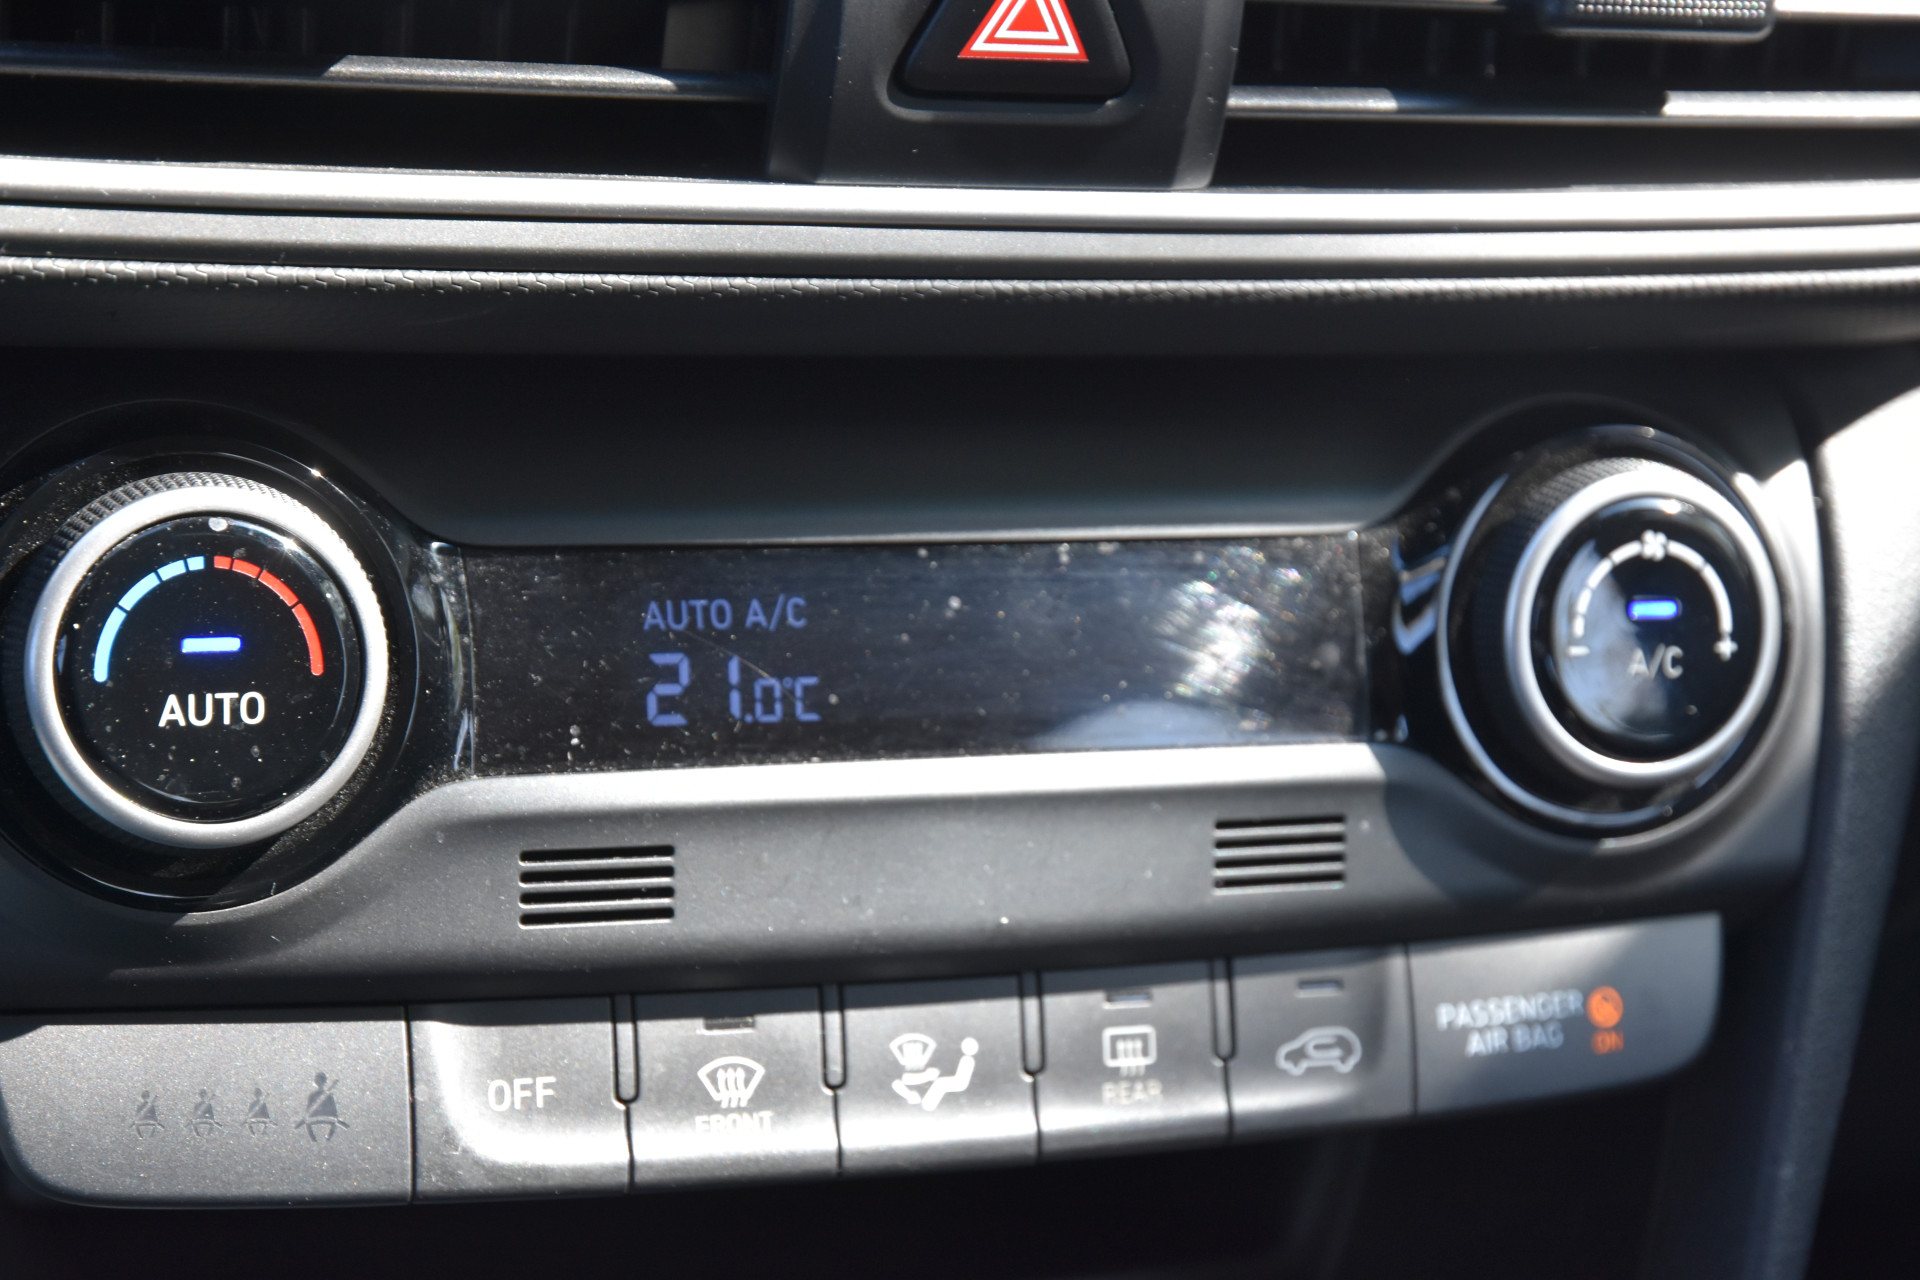 AUTO A/C
21.0°C
AUTO
A/C
OFF
FRONT
REAR
PASSENGER
AIR BAG ON